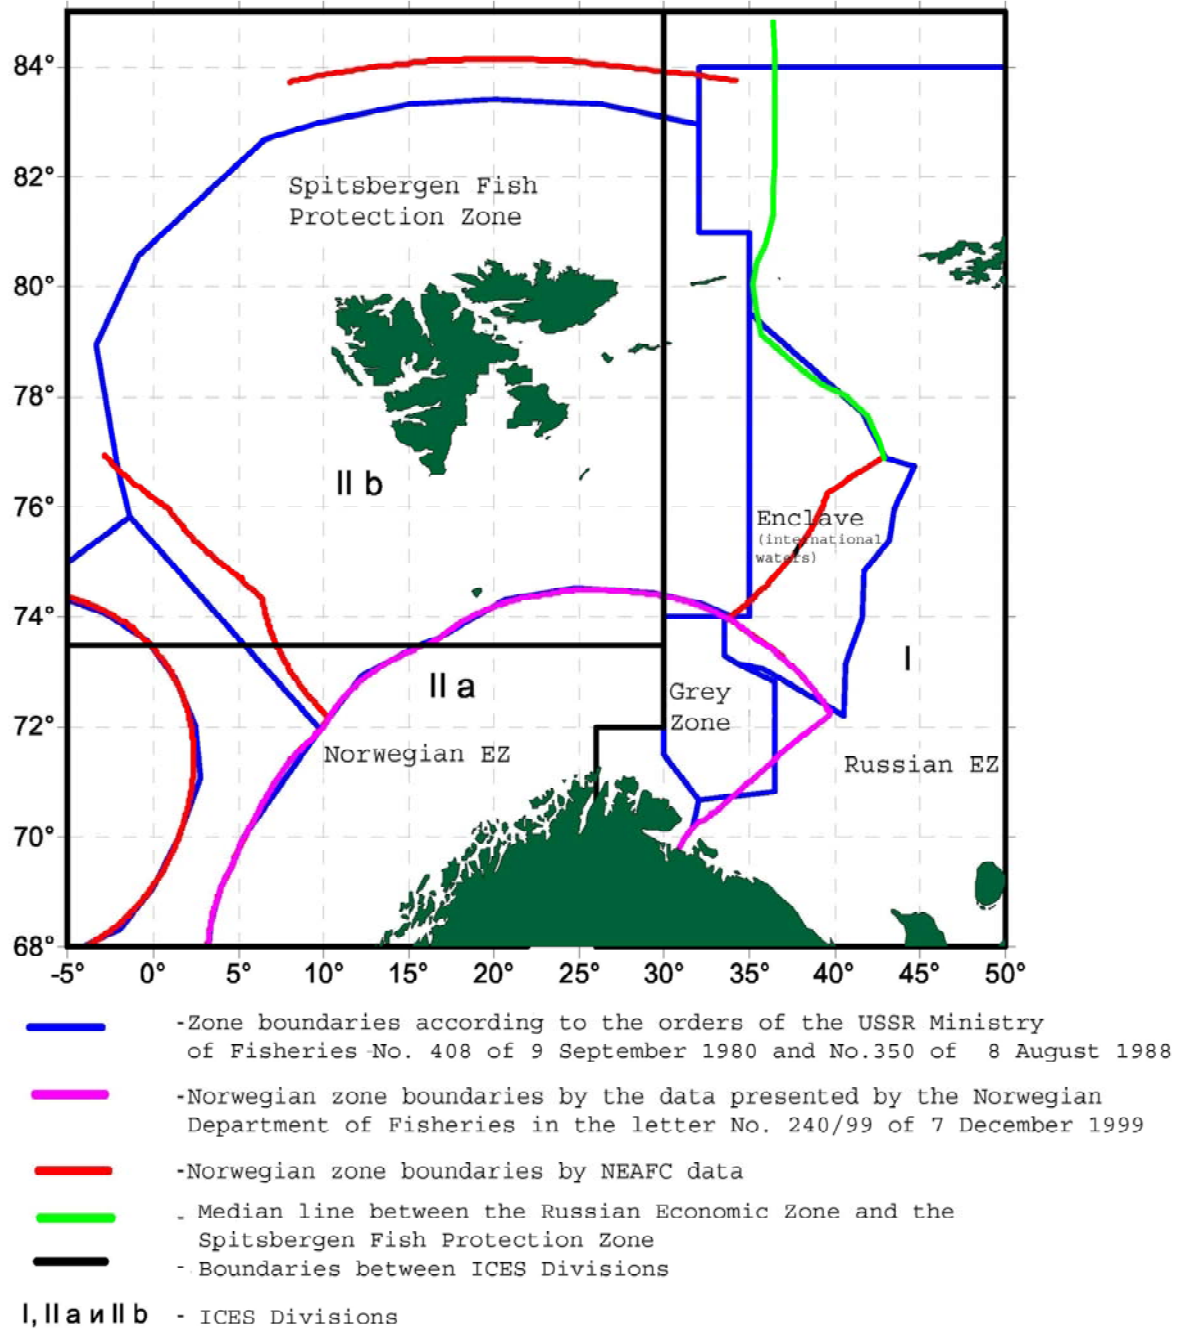 84°
82°
80°
78°
76°
74°
72°
70°
68°
Spitsbergen Fish
Protection Zone
II b
Enclave
(international
waters)
I
II a
Grey
Zone
Norwegian EZ
Russian EZ
-5° 0° 5° 10° 15° 20° 25° 30° 35° 40° 45° 50°
-Zone boundaries according to the orders of the USSR Ministry
of Fisheries No. 408 of 9 September 1980 and No.350 of 8 August 1988
-Norwegian zone boundaries by the data presented by the Norwegian
Department of Fisheries in the letter No. 240/99 of 7 December 1999
-Norwegian zone boundaries by NEAFC data
- Median line between the Russian Economic Zone and the
Spitsbergen Fish Protection Zone
- Boundaries between ICES Divisions
I, II a и II b - ICES Divisions